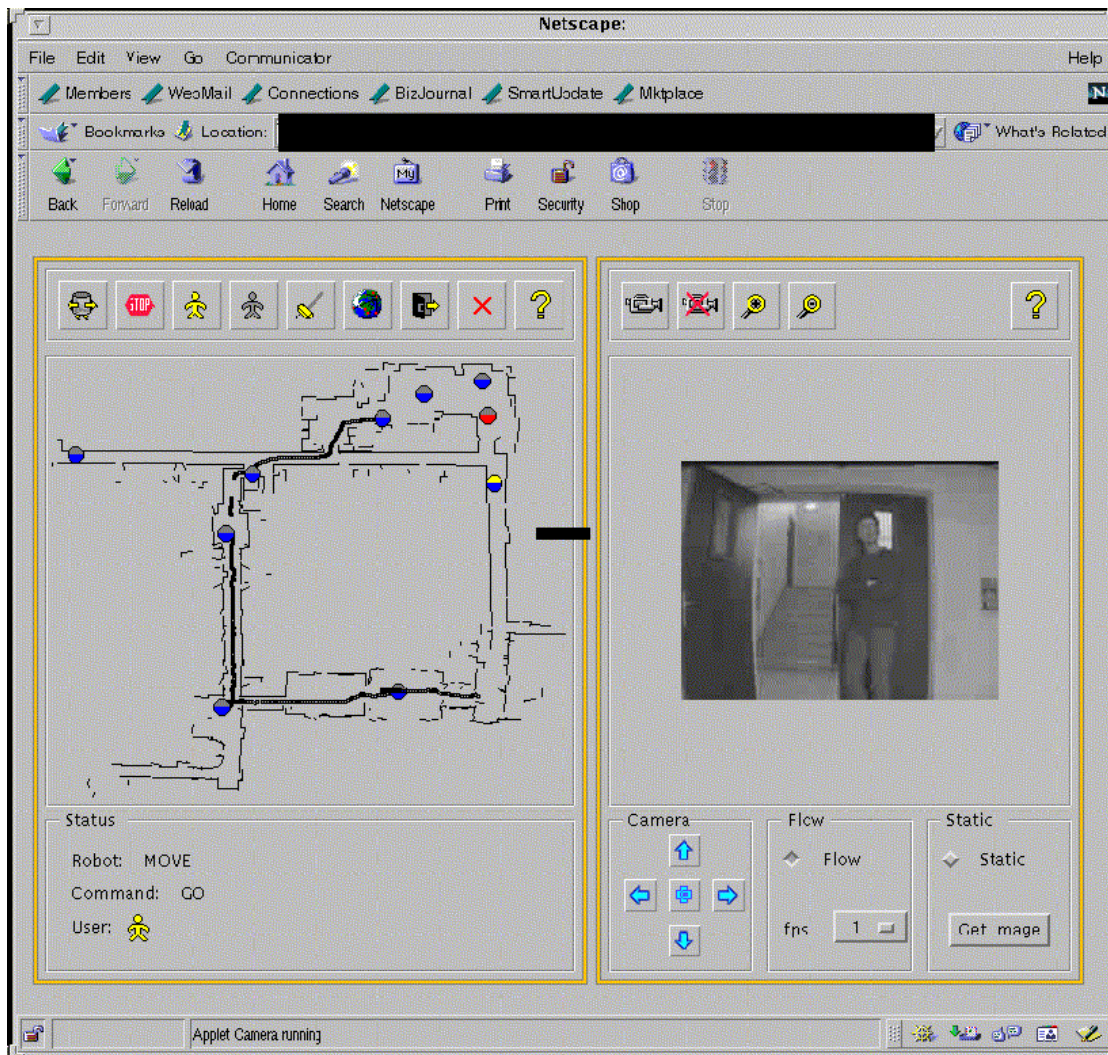 Netscape:
File Edit View Go Communicator Help
Members WebMail Connections BizJournal SmartUpdate Mktplace N
Bookmarks Location: What's Related
My
Back Forward Reload Home Search Netscape Print Security Shop Stop
STOP ? ?
Status
Robot: MOVE
Command: GO
User:
Camera Flow Static
Flow Static
fps 1 Get mage
Applet Camera running